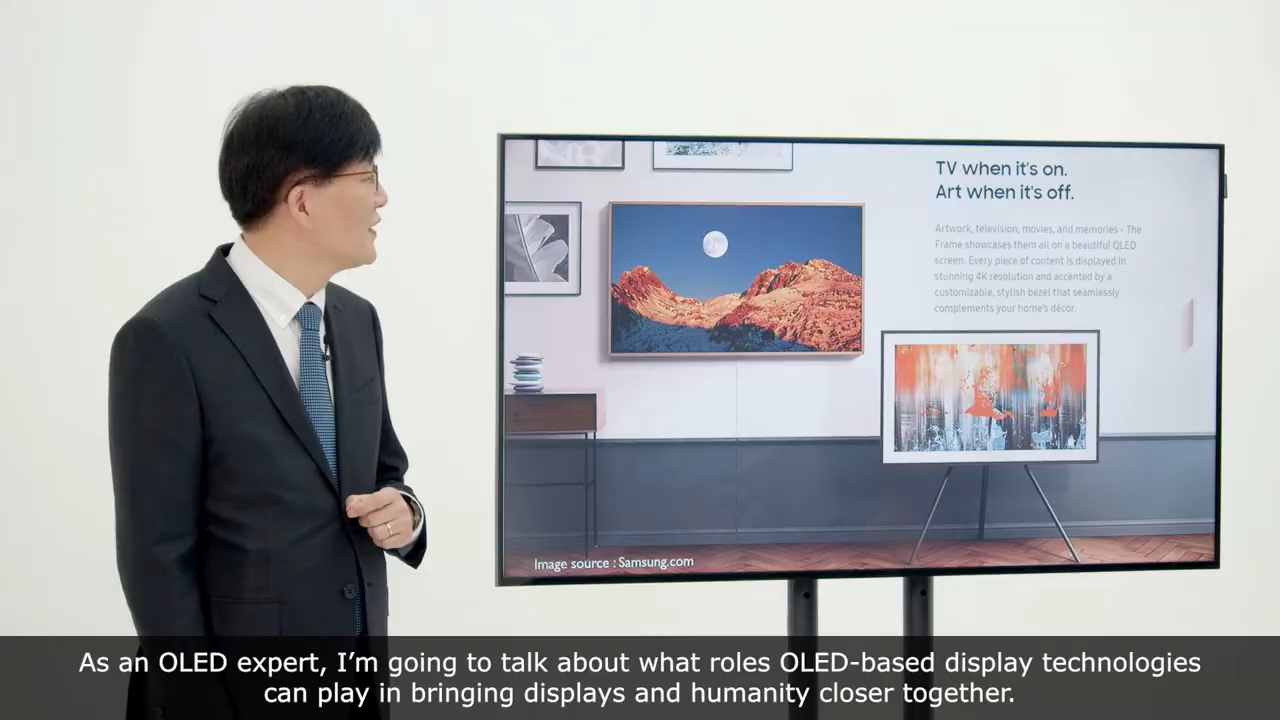 TV when it's on.
Art when it's off.
Artwork, television, movies, and memories - The
Frame showcases them all on a beautiful QLED
screen. Every piece of content is displayed in
stunning 4K resolution and accented by a
customizable, stylish bezel that seamlessly
complements your home's décor.
Image source : Samsung.com
As an OLED expert, I’m going to talk about what roles OLED-based display technologies
can play in bringing displays and humanity closer together.